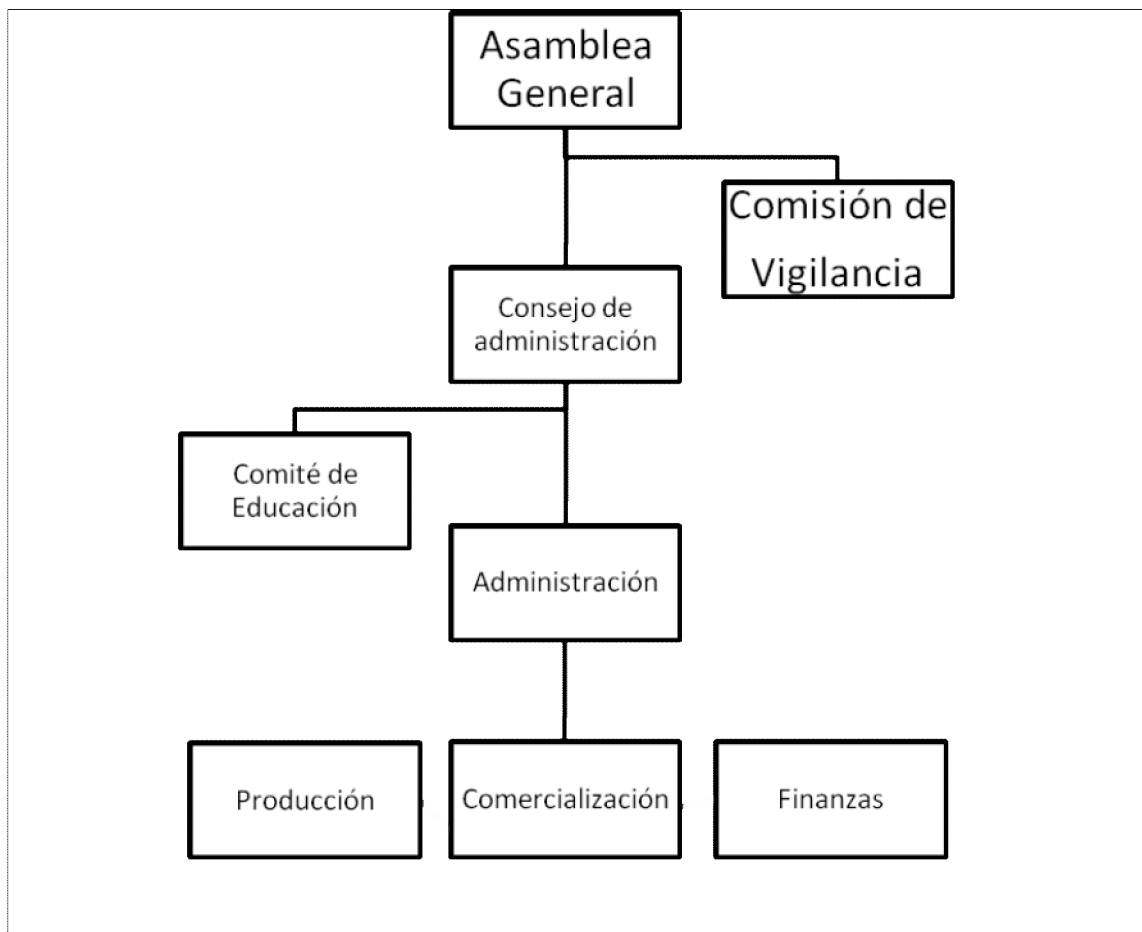 Asamblea
General
Comisión de
Vigilancia
Consejo de
administración
Comité de
Educación
Administración
Producción
Comercialización
Finanzas